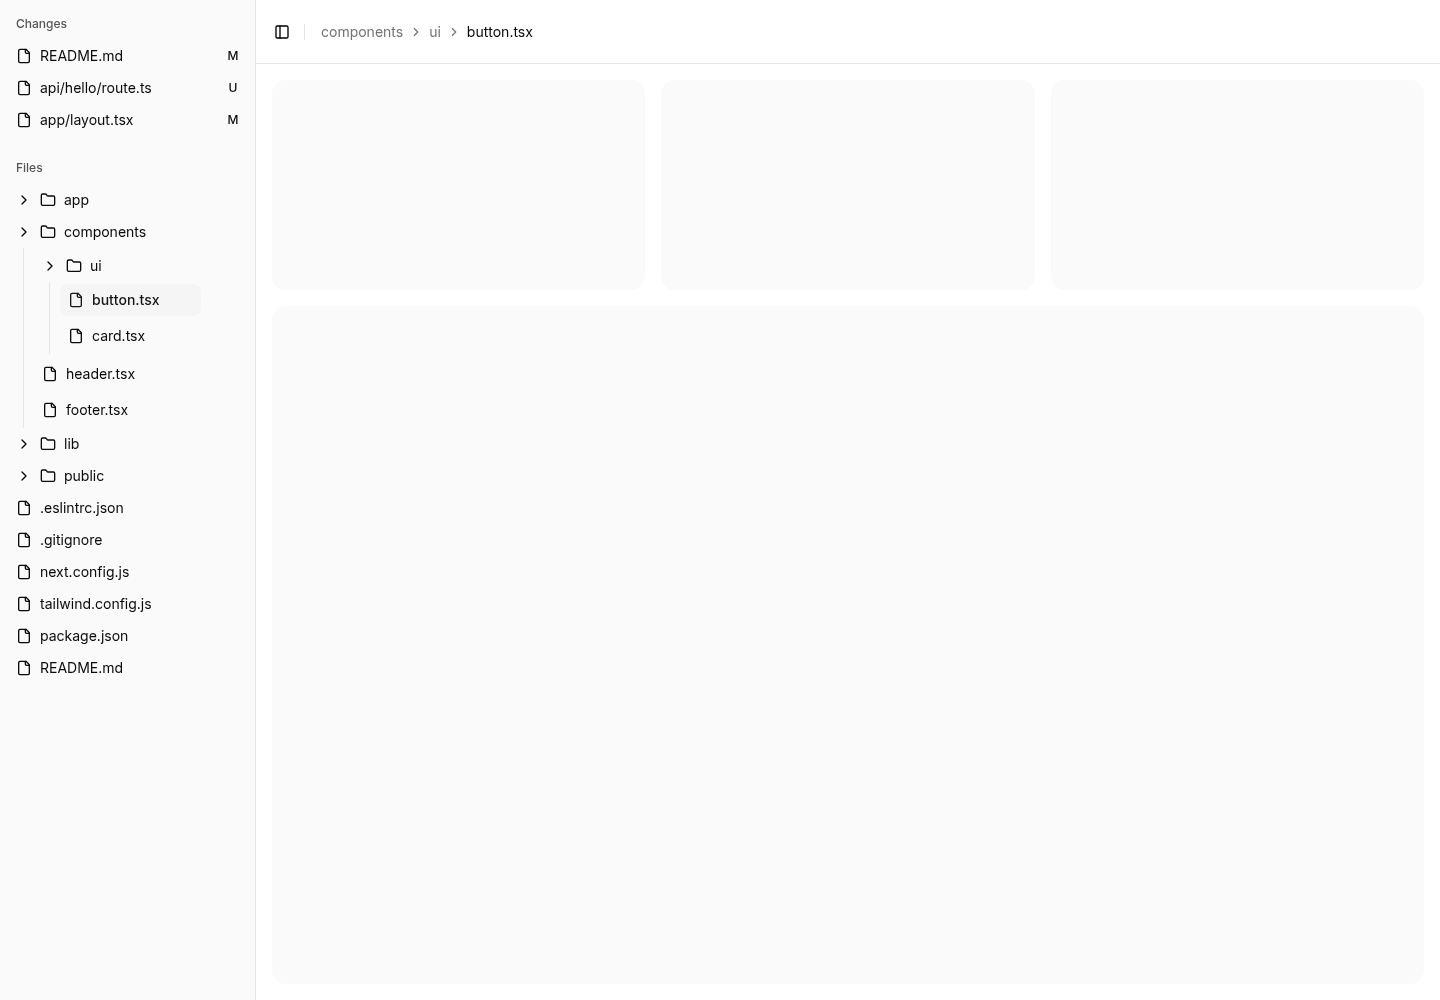 Changes
README.md M
api/hello/route.ts U
app/layout.tsx M
Files
app
components
ui
button.tsx
card.tsx
header.tsx
footer.tsx
lib
public
.eslintrc.json
.gitignore
next.config.js
tailwind.config.js
package.json
README.md
components ui button.tsx